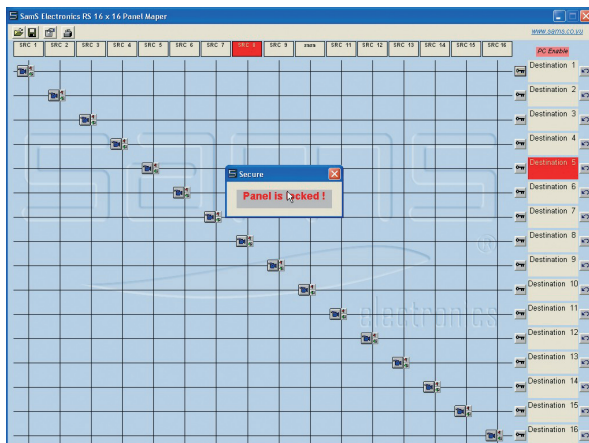 SamS Electronics RS 16 x 16 Panel Maper
www.sams.co.yu
SRC 1 SRC 2 SRC 3 SRC 4 SRC 5 SRC 6 SRC 7 SRC 8 SRC 9 SRC 11 SRC 12 SRC 13 SRC 14 SRC 15 SRC 16
PC Enable
Destination 1
Destination 2
Destination 3
Destination 4
Destination 5
Secure
Panel is locked !
Destination 6
Destination 7
Destination 8
®
Destination 9
Destination 10
Destination 11
electronics
Destination 12
Destination 13
Destination 14
Destination 15
Destination 16